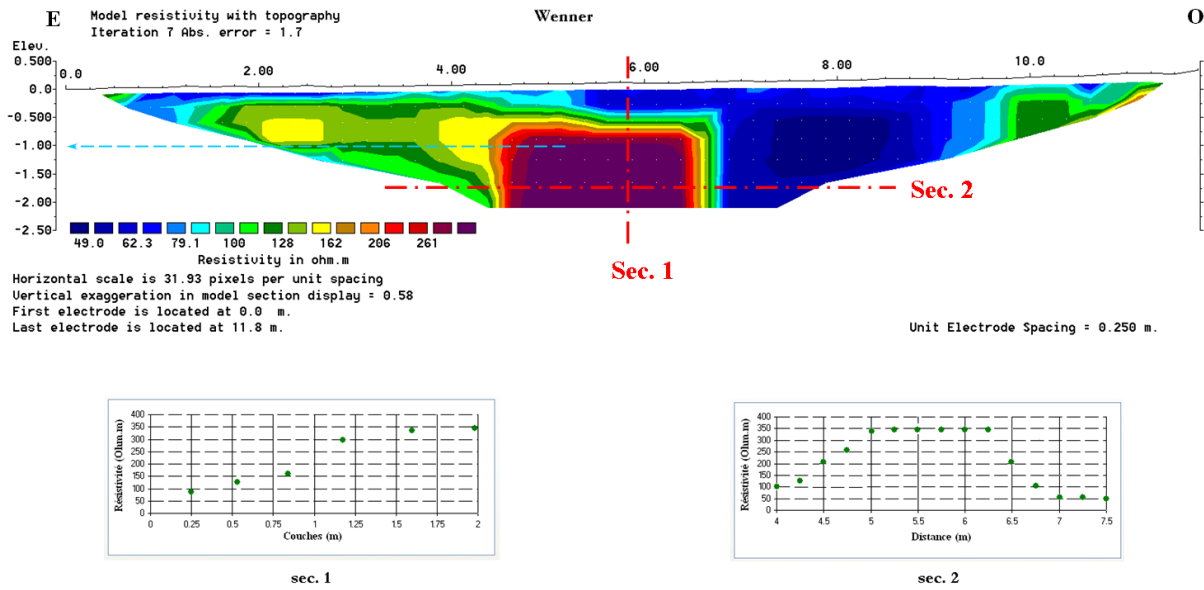 E
Model resistivity with topography
Wenner
O
Iteration 7 Abs. error = 1.7
Elev.
0.500
0.0
2.00
4.00
6.00
8.00
10.0
0.0
-0.500
-1.00
-1.50
-2.00
-2.50
Sec. 2
49.0 62.3 79.1 100 128 162 206 261
Resistivity in ohm.m
Sec. 1
Horizontal scale is 31.93 pixels per unit spacing
Vertical exaggeration in model section display = 0.58
First electrode is located at 0.0 m.
Last electrode is located at 11.8 m.
Unit Electrode Spacing = 0.250 m.
Résistivité (Ohm.m)
400
350
300
250
200
150
100
50
0
0 0.25 0.5 0.75 1 1.25 1.5 1.75 2
Couches (m)
sec. 1
Résistivité (Ohm.m)
400
350
300
250
200
150
100
50
0
4 4.5 5 5.5 6 6.5 7 7.5
Distance (m)
sec. 2